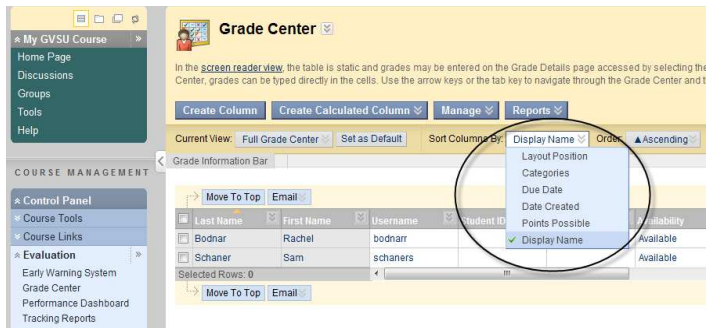 My GVSU Course
Home Page
Discussions
Groups
Tools
Help
COURSE MANAGEMENT
Control Panel
Course Tools
Course Links
Evaluation
Early Warning System
Grade Center
Performance Dashboard
Tracking Reports
Grade Center
In the screen reader view, the table is static and grades may be entered on the Grade Details page accessed by selecting the
Center, grades can be typed directly in the cells. Use the arrow keys or the tab key to navigate through the Grade Center and t
Create Column Create Calculated Column Manage Reports
Current View: Full Grade Center Set as Default Sort Columns By: Display Name Order: ▲Ascending
Layout Position
Categories
Due Date
Date Created
Points Possible
✓ Display Name
Grade Information Bar
Move To Top Email
Last Name First Name Username Student ID Availability
Bodnar Rachel bodnarr Available
Schaner Sam schaners Available
Selected Rows: 0
Move To Top Email